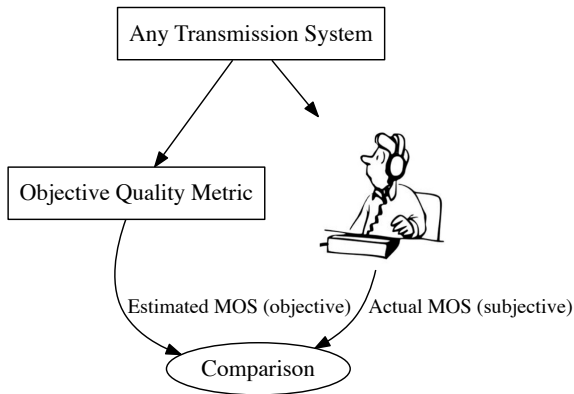 Any Transmission System
Objective Quality Metric
Estimated MOS (objective)
Actual MOS (subjective)
Comparison